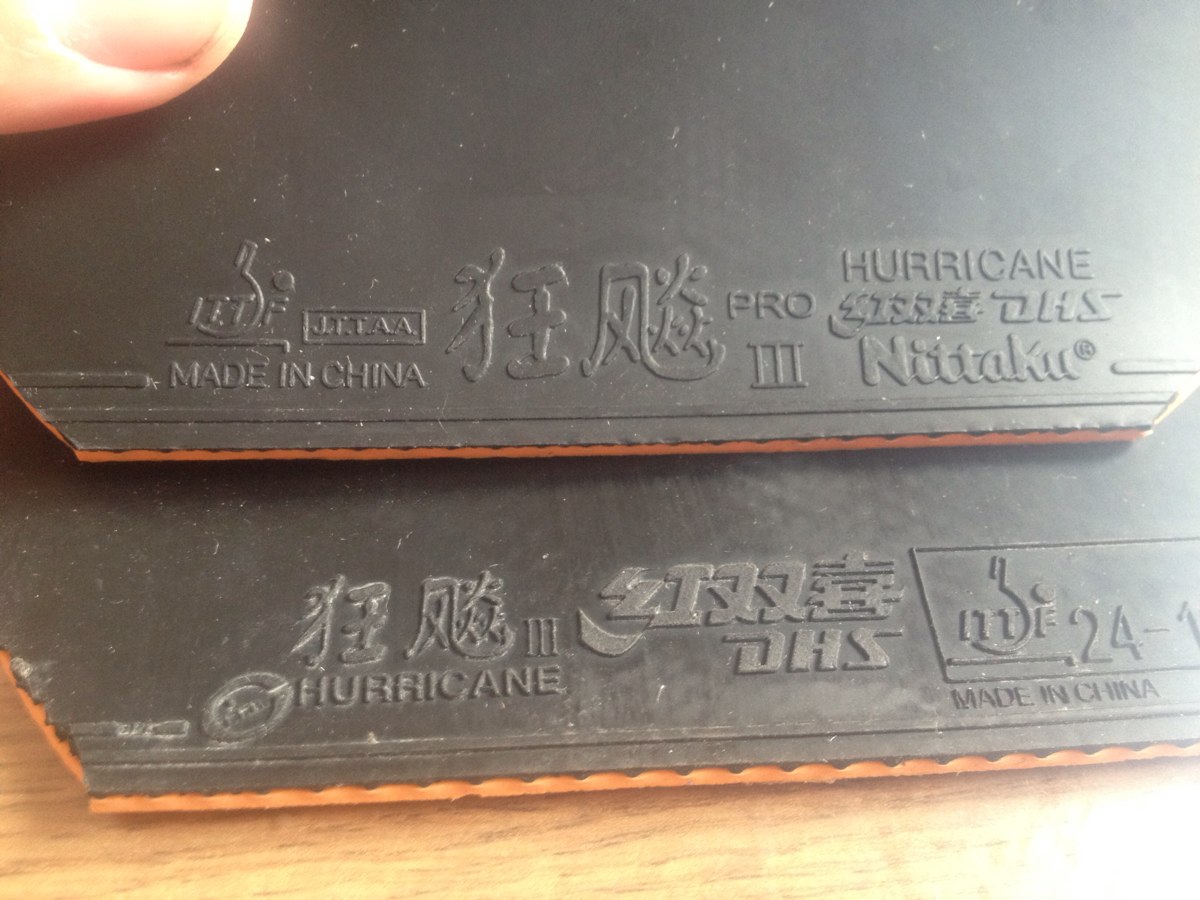 ITTF J.T.T.A.A 狂飚 PRO III HURRICANE
红双喜 DHS
MADE IN CHINA Nittaku®
狂飚 III 红双喜 ITTF 24-1
HURRICANE DHS MADE IN CHINA